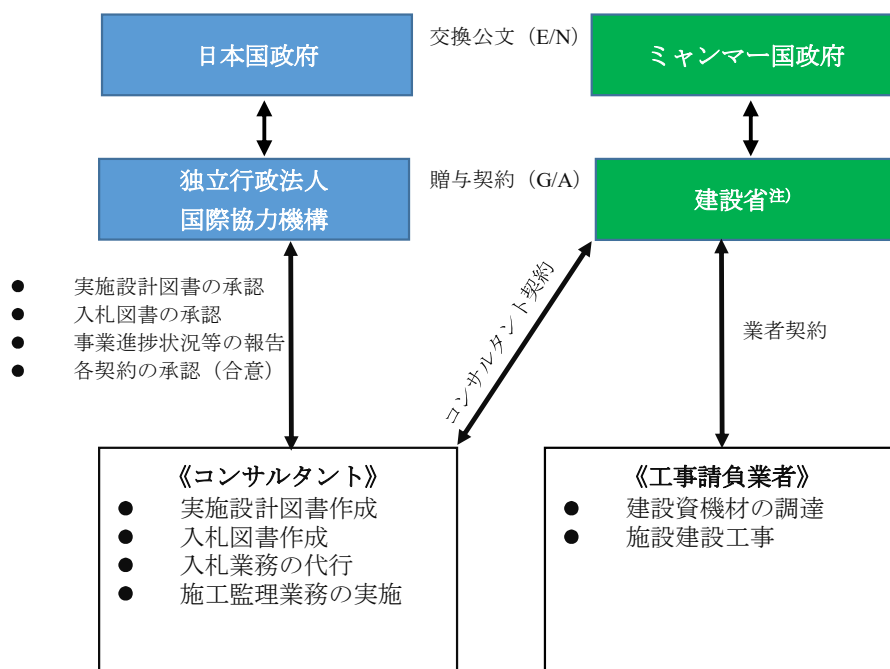 日本国政府
交換公文（E/N）
ミャンマー国政府
独立行政法人
国際協力機構
贈与契約（G/A）
建設省注)
● 実施設計図書の承認
● 入札図書の承認
● 事業進捗状況等の報告
● 各契約の承認（合意）
コンサルタント契約
業者契約
《コンサルタント》
● 実施設計図書作成
● 入札図書作成
● 入札業務の代行
● 施工監理業務の実施
《工事請負業者》
● 建設資機材の調達
● 施設建設工事